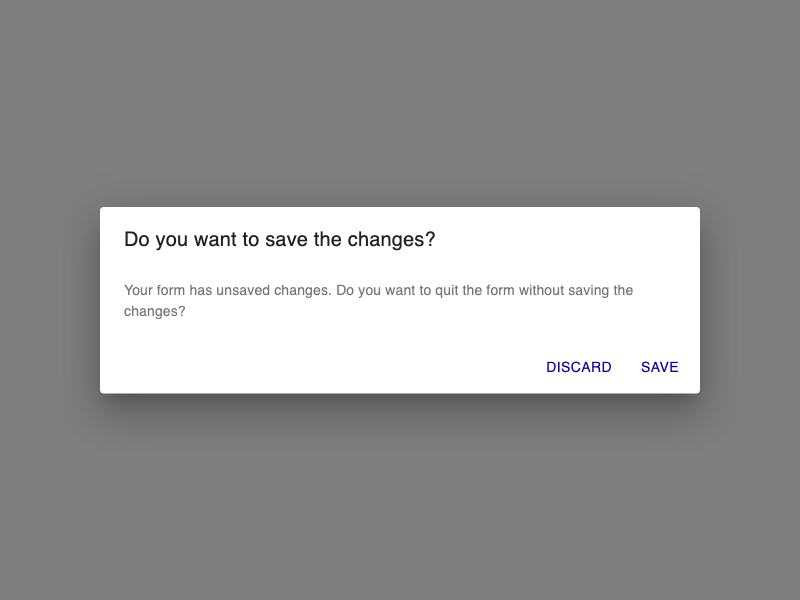 Do you want to save the changes?
Your form has unsaved changes. Do you want to quit the form without saving the
changes?
DISCARD SAVE